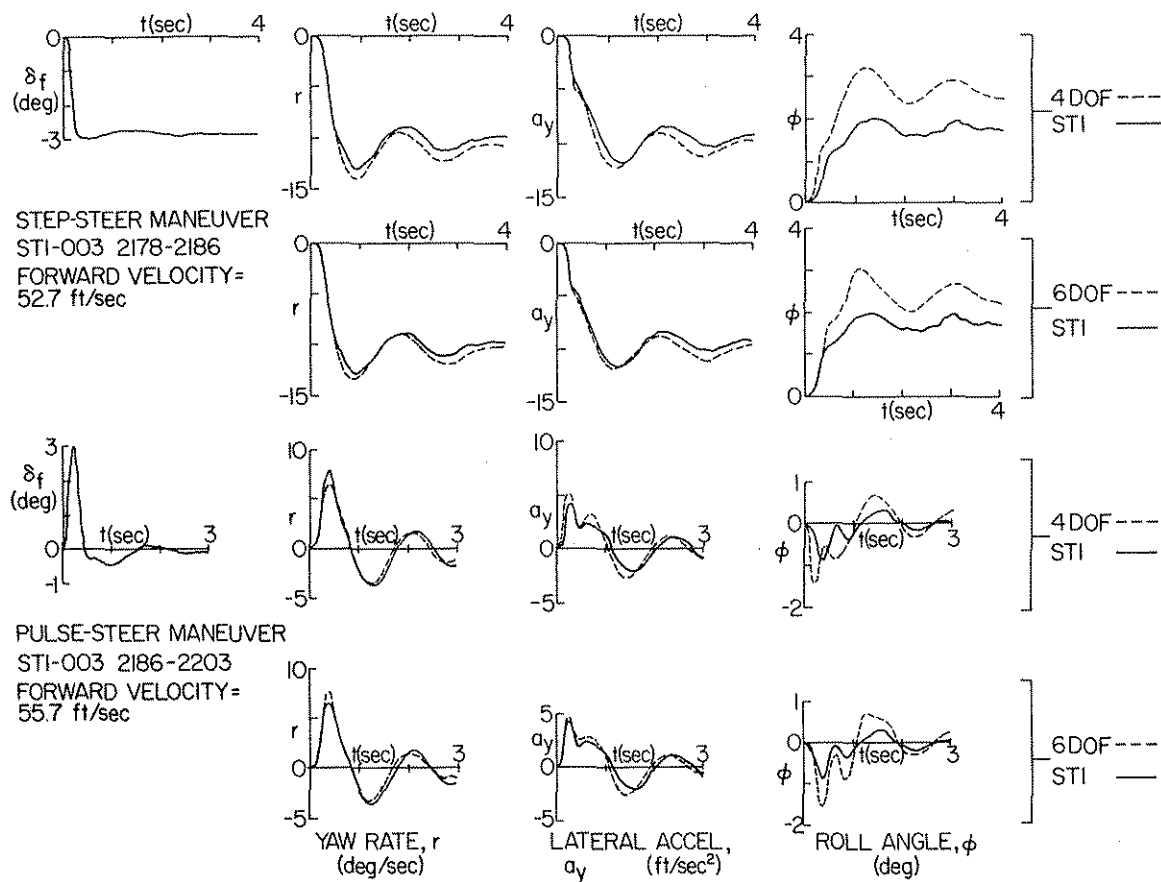 0 t(sec) 4
δf
(deg)
-3
0 t(sec) 4
r
-15
0 t(sec) 4
ay
-15
4
ϕ
0
t(sec) 4
4DOF ---
STI —
STEP-STEER MANEUVER
STI-003 2178-2186
FORWARD VELOCITY=
52.7 ft/sec
0 t(sec) 4
r
-15
0 t(sec) 4
ay
-15
4
ϕ
0
t(sec) 4
6DOF ---
STI —
3
δf
(deg)
t(sec) 3
0
-1
10
r
t(sec) 3
0
-5
10
ay
t(sec) 3
0
-5
1
0
ϕ
t(sec) 3
-2
4DOF ---
STI —
PULSE-STEER MANEUVER
STI-003 2186-2203
FORWARD VELOCITY=
55.7 ft/sec
10
r
t(sec) 3
0
-5
5
ay
t(sec) 3
0
-5
1
0
ϕ
t(sec) 3
-2
6DOF ---
STI —
YAW RATE, r
(deg/sec)
LATERAL ACCEL,
ay (ft/sec²)
ROLL ANGLE, ϕ
(deg)